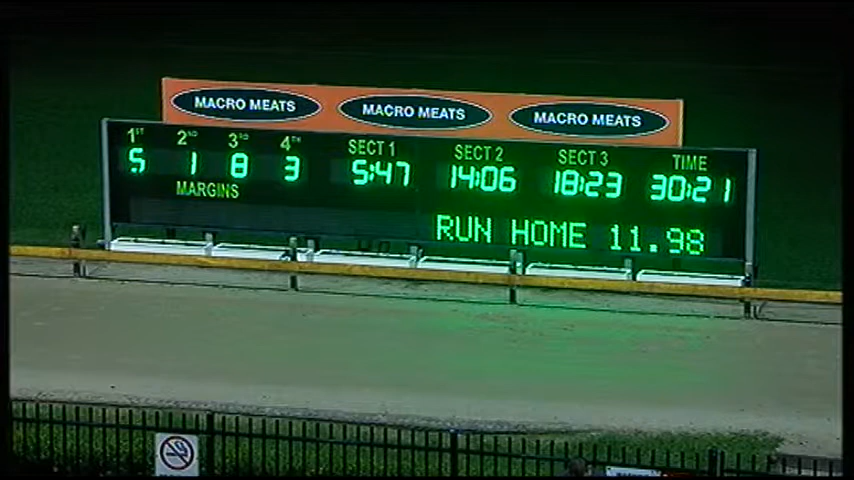 MACRO MEATS MACRO MEATS MACRO MEATS
1ST 2ND 3RD 4TH SECT 1 SECT 2 SECT 3 TIME
5 1 8 3 5:47 14:06 18:23 30:21
MARGINS
RUN HOME 11.98